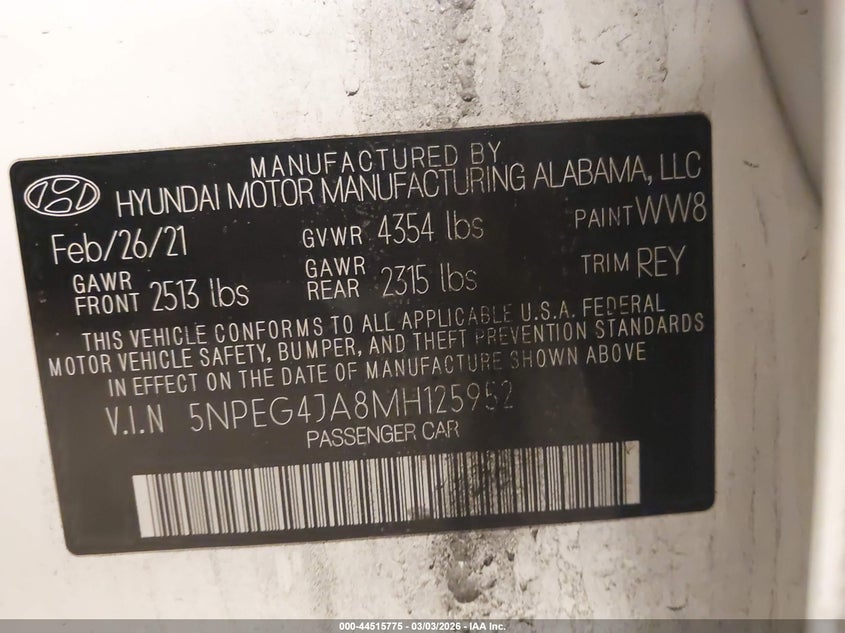 MANUFACTURED BY
HYUNDAI MOTOR MANUFACTURING ALABAMA, LLC
Feb/26/21 GVWR 4354 lbs PAINT WW8
GAWR FRONT 2513 lbs GAWR REAR 2315 lbs TRIM REY
THIS VEHICLE CONFORMS TO ALL APPLICABLE U.S.A. FEDERAL
MOTOR VEHICLE SAFETY, BUMPER, AND THEFT PREVENTION STANDARDS
IN EFFECT ON THE DATE OF MANUFACTURE SHOWN ABOVE
V.I.N 5NPEG4JA8MH125952
PASSENGER CAR
000-44515775 - 03/03/2026 - IAA Inc.